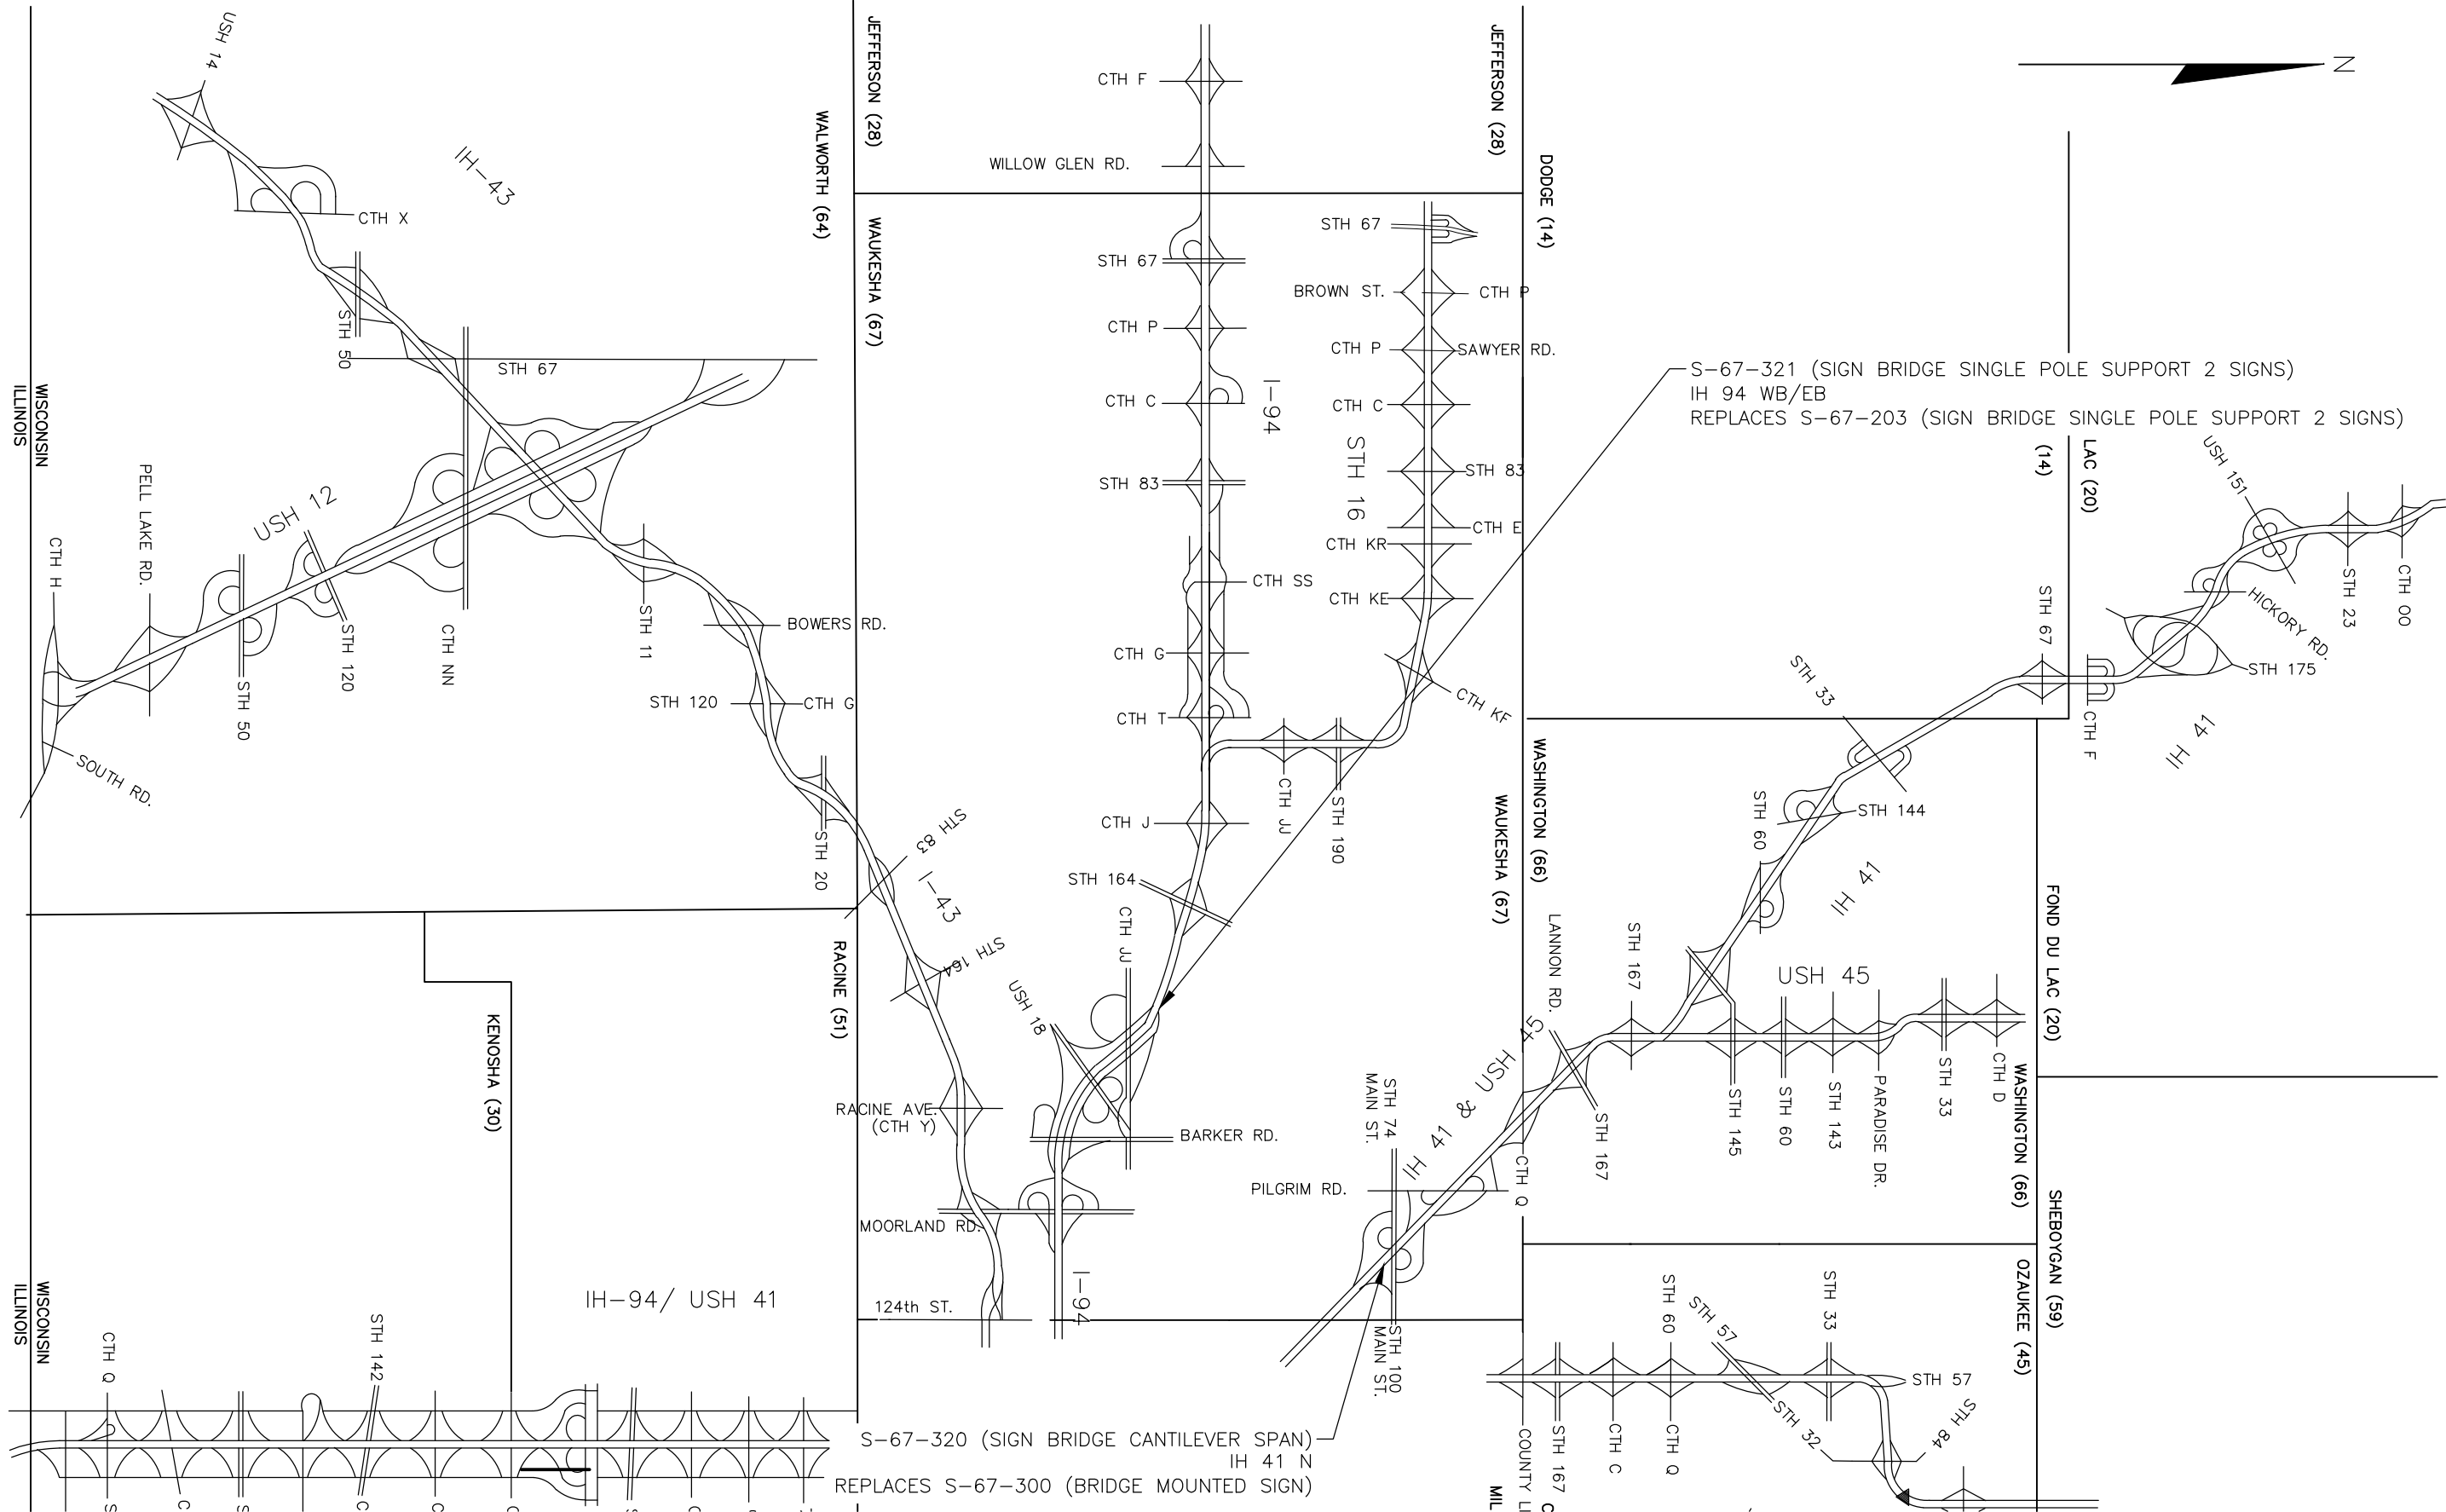 USH 14
IH-43
CTH X
STH 50
STH 67
WISCONSIN
ILLINOIS
PELL LAKE RD.
USH 12
CTH H
SOUTH RD.
STH 50
STH 120
CTH NN
STH 11
BOWERS RD.
STH 120
CTH G
STH 20
JEFFERSON (28)
WALWORTH (64)
WAUKESHA (67)
CTH F
WILLOW GLEN RD.
STH 67
CTH P
CTH C
I-94
STH 83
CTH SS
CTH G
CTH T
CTH J
STH 164
CTH JJ
JEFFERSON (28)
DODGE (14)
STH 67
BROWN ST.
CTH P
CTH P
SAWYER RD.
CTH C
STH 16
STH 83
CTH E
CTH KR
CTH KE
CTH KF
CTH JJ
STH 190
N
S-67-321 (SIGN BRIDGE SINGLE POLE SUPPORT 2 SIGNS)
IH 94 WB/EB
REPLACES S-67-203 (SIGN BRIDGE SINGLE POLE SUPPORT 2 SIGNS)
(14)
LAC (20)
USH 151
HICKORY RD.
STH 23
CTH OO
STH 175
STH 67
CTH F
IH 41
STH 33
STH 144
STH 60
IH 41
WASHINGTON (66)
WAUKESHA (67)
FOND DU LAC (20)
WASHINGTON (66)
LANNON RD.
STH 167
USH 45
STH 145
STH 60
STH 143
PARADISE DR.
STH 33
CTH D
STH 167
CTH Q
IH 41 & USH 45
STH 74
MAIN ST.
PILGRIM RD.
STH 100
MAIN ST.
STH 83
I-43
STH 164
USH 18
RACINE (51)
KENOSHA (30)
RACINE AVE.
(CTH Y)
BARKER RD.
MOORLAND RD.
124th ST.
I-94
SHEBOYGAN (59)
OZAUKEE (45)
STH 33
STH 60
STH 57
STH 57
STH 32
STH 84
STH 167
CTH C
CTH Q
COUNTY
MIL
WISCONSIN
ILLINOIS
CTH Q
STH 142
IH-94/ USH 41
S-67-320 (SIGN BRIDGE CANTILEVER SPAN)
IH 41 N
REPLACES S-67-300 (BRIDGE MOUNTED SIGN)